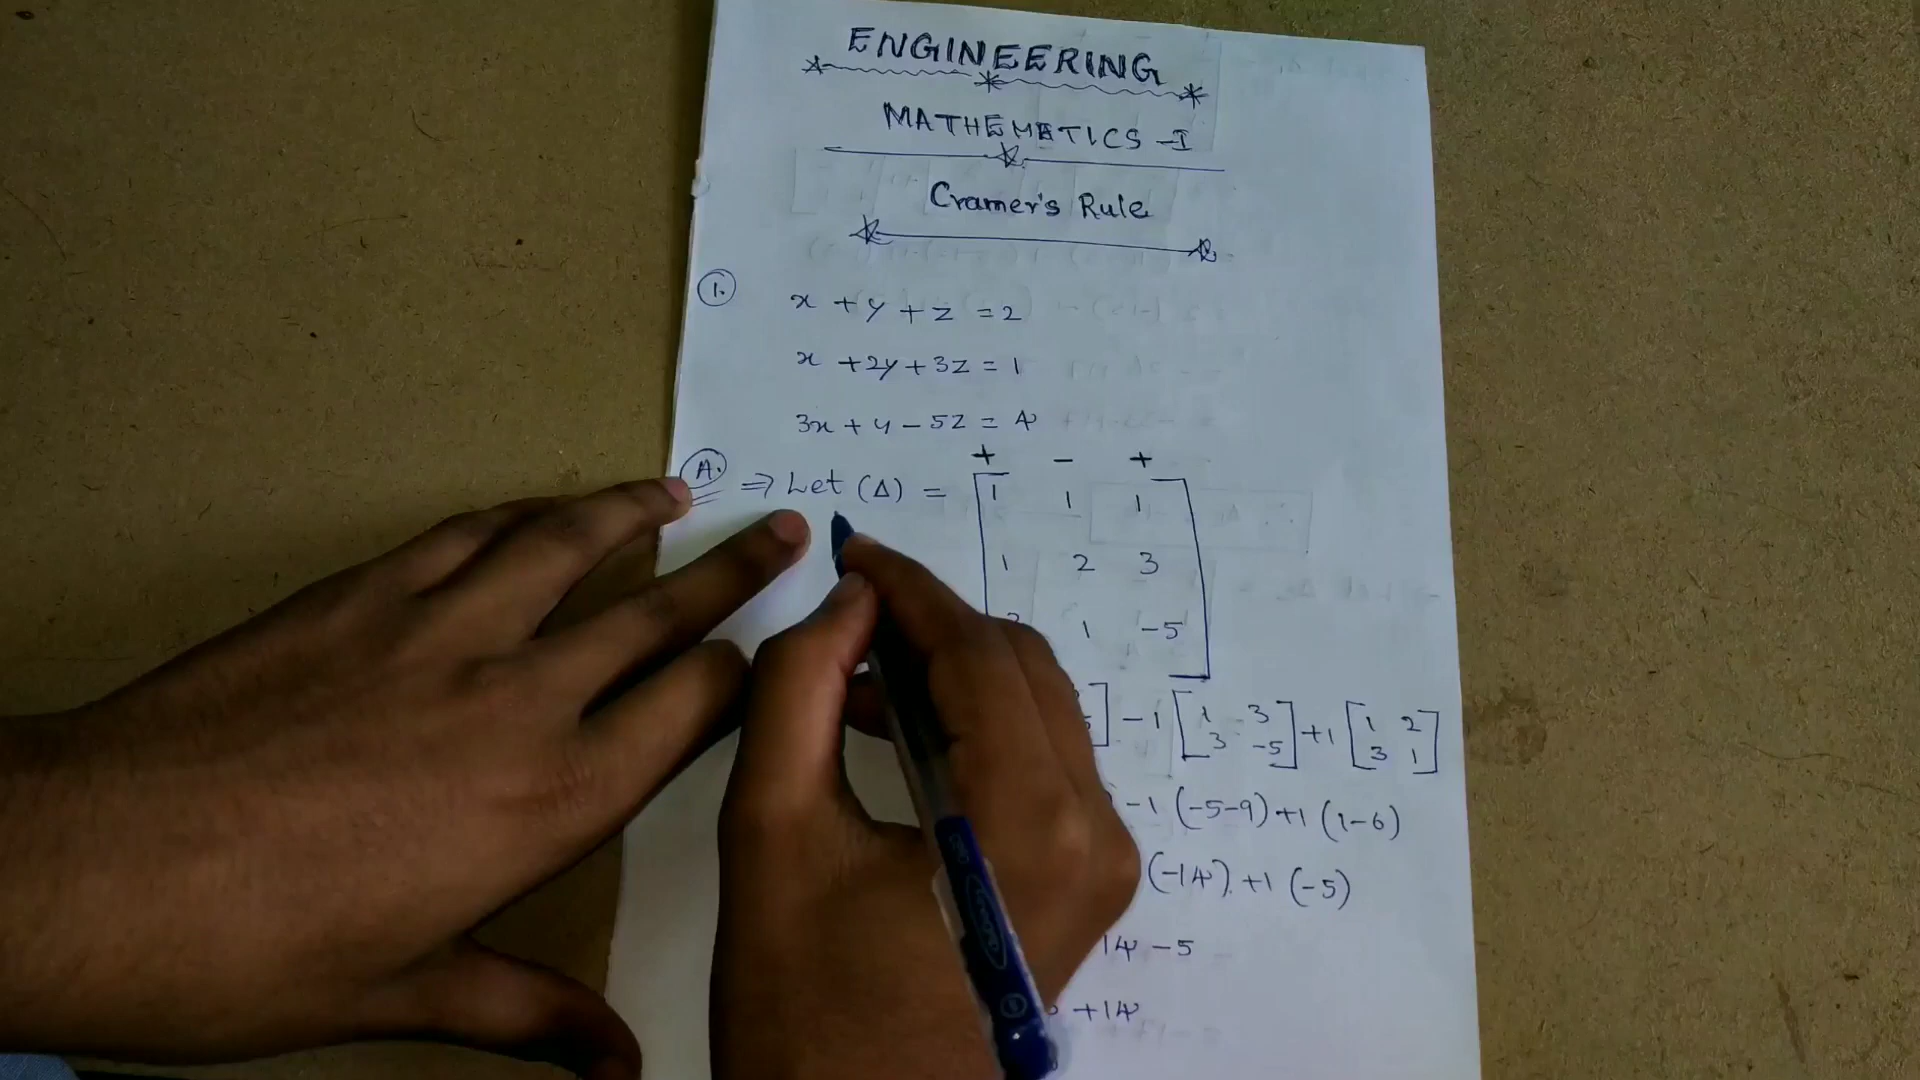 ENGINEERING
MATHEMETICS -I
Cramer's Rule
1.
x + y + z = 2
x + 2y + 3z = 1
3x + y - 5z = 4
A. ⇒ Let (Δ) =
+ - +
1 1 1
1 2 3
1 -5
] - 1 [ 1 3
3 -5 ] + 1 [ 1 2
3 1 ]
- 1 (-5-9) + 1 (1-6)
(-14) + 1 (-5)
14 - 5
+14